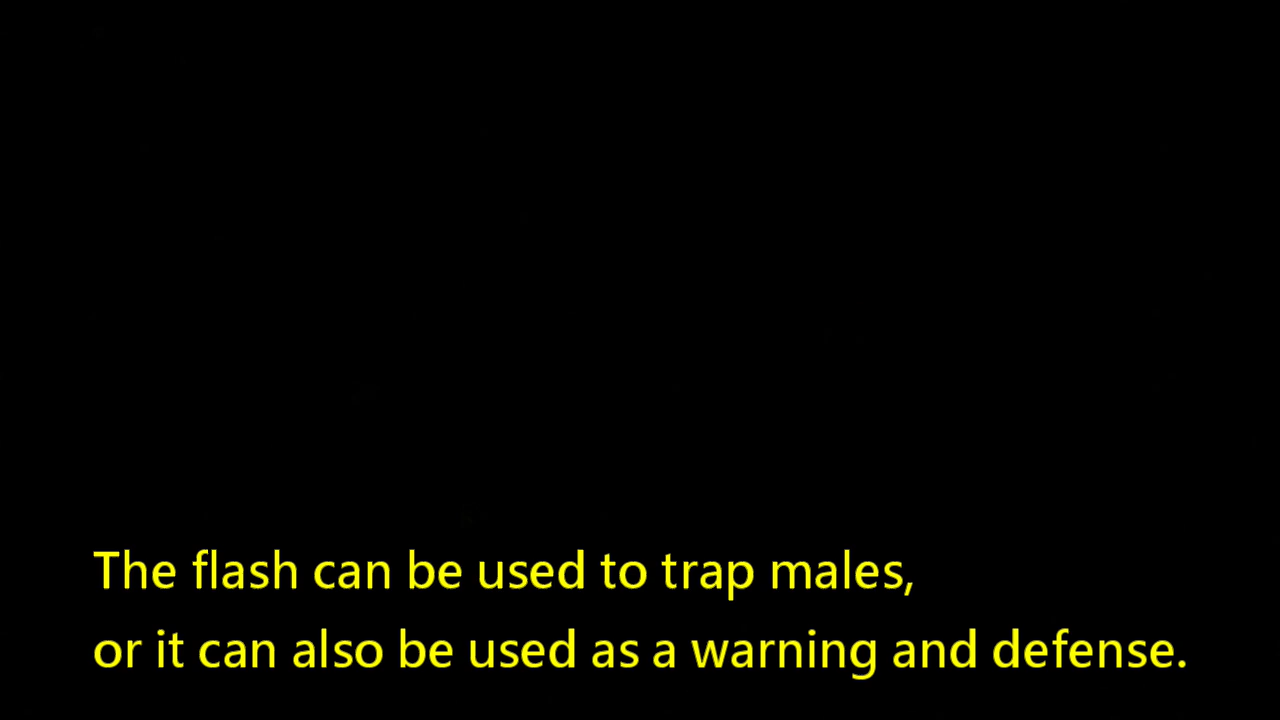 The flash can be used to trap males,
or it can also be used as a warning and defense.